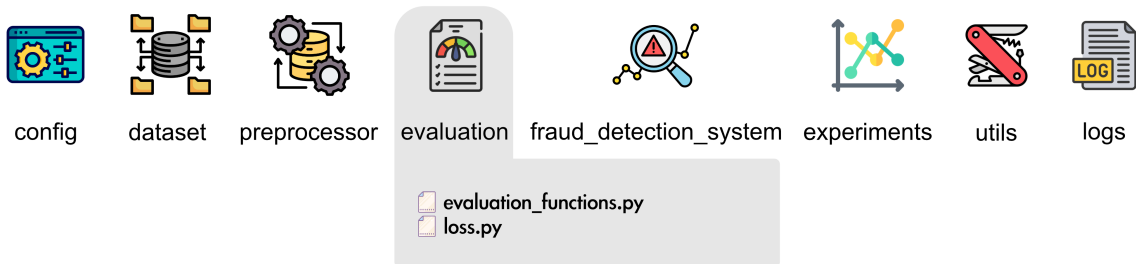 LOG
config dataset preprocessor evaluation fraud_detection_system experiments utils logs
evaluation_functions.py
loss.py